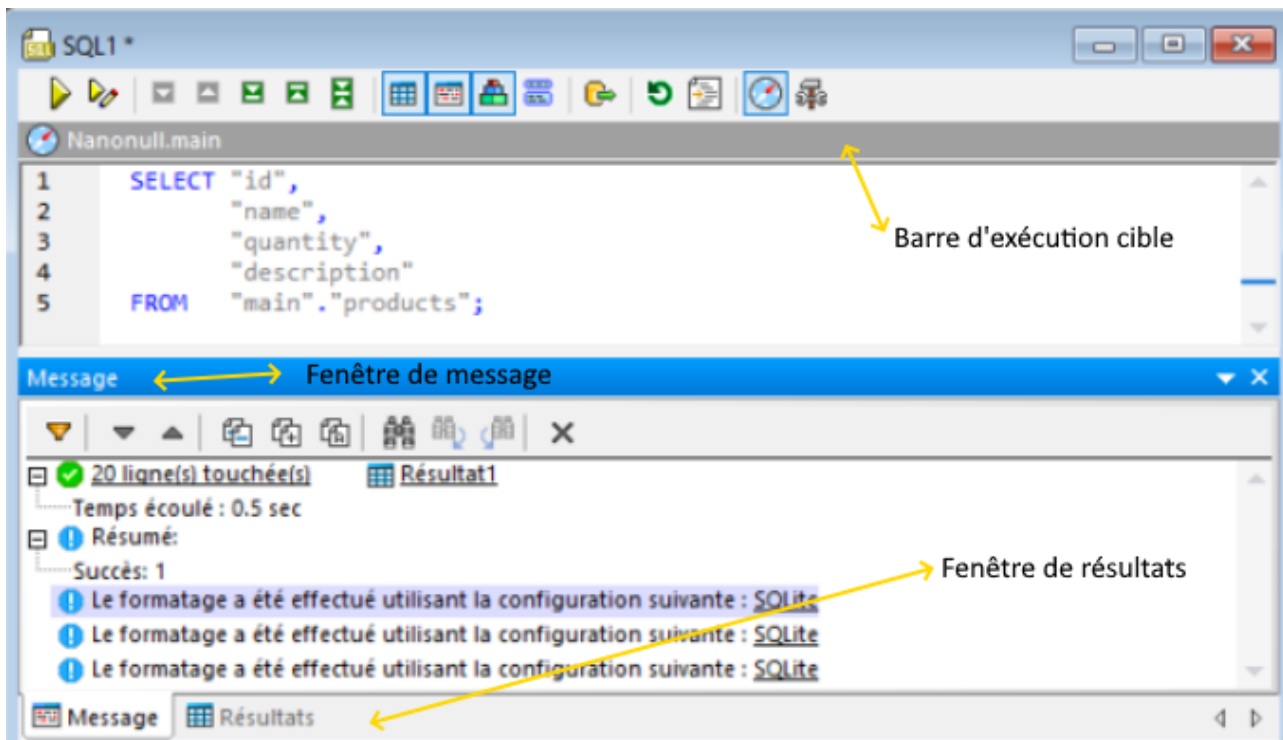 SQL1 *
Nanonull.main
1 SELECT "id",
2 "name",
3 "quantity",
4 "description"
5 FROM "main"."products";
Barre d'exécution cible
Message
Fenêtre de message
20 ligne(s) touchée(s) Résultat1
Temps écoulé : 0.5 sec
Résumé:
Succès: 1
Fenêtre de résultats
Le formatage a été effectué utilisant la configuration suivante : SQLite
Le formatage a été effectué utilisant la configuration suivante : SQLite
Le formatage a été effectué utilisant la configuration suivante : SQLite
Message Résultats